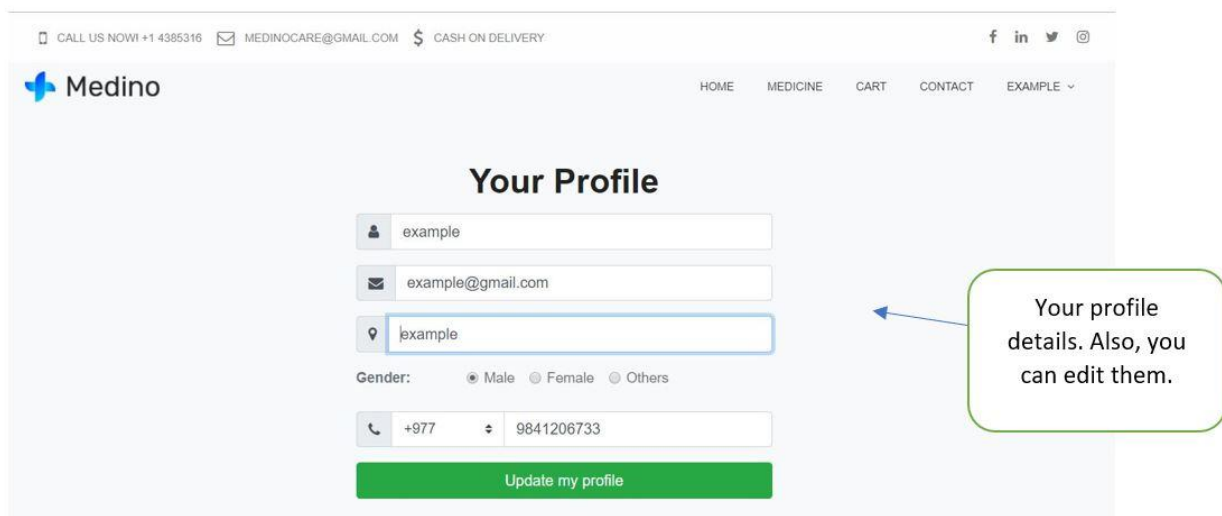 CALL US NOW! +1 4385316 MEDINOCARE@GMAIL.COM CASH ON DELIVERY
Medino HOME MEDICINE CART CONTACT EXAMPLE
Your Profile
example
example@gmail.com
example
Gender: Male Female Others
+977 9841206733
Update my profile
Your profile
details. Also, you
can edit them.